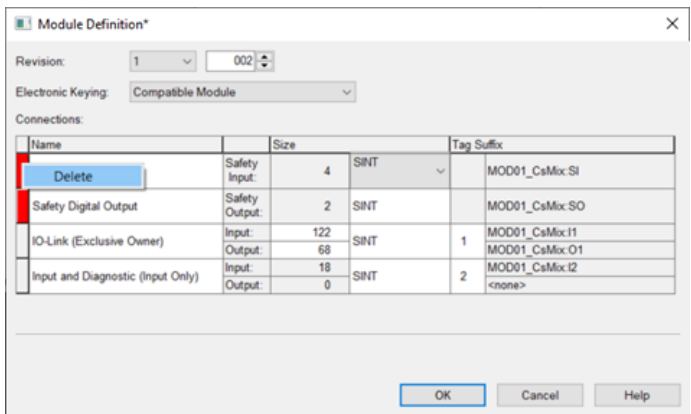 Module Definition*
Revision: 1 002
Electronic Keying: Compatible Module
Connections:
Name Size Tag Suffix
Delete Safety Input: 4 SINT MOD01_CsMix:SI
Safety Digital Output Safety Output: 2 SINT MOD01_CsMix:SO
IO-Link (Exclusive Owner) Input: 122 SINT 1 MOD01_CsMix:I1
Output: 68 MOD01_CsMix:O1
Input and Diagnostic (Input Only) Input: 18 SINT 2 MOD01_CsMix:I2
Output: 0 <none>
OK Cancel Help